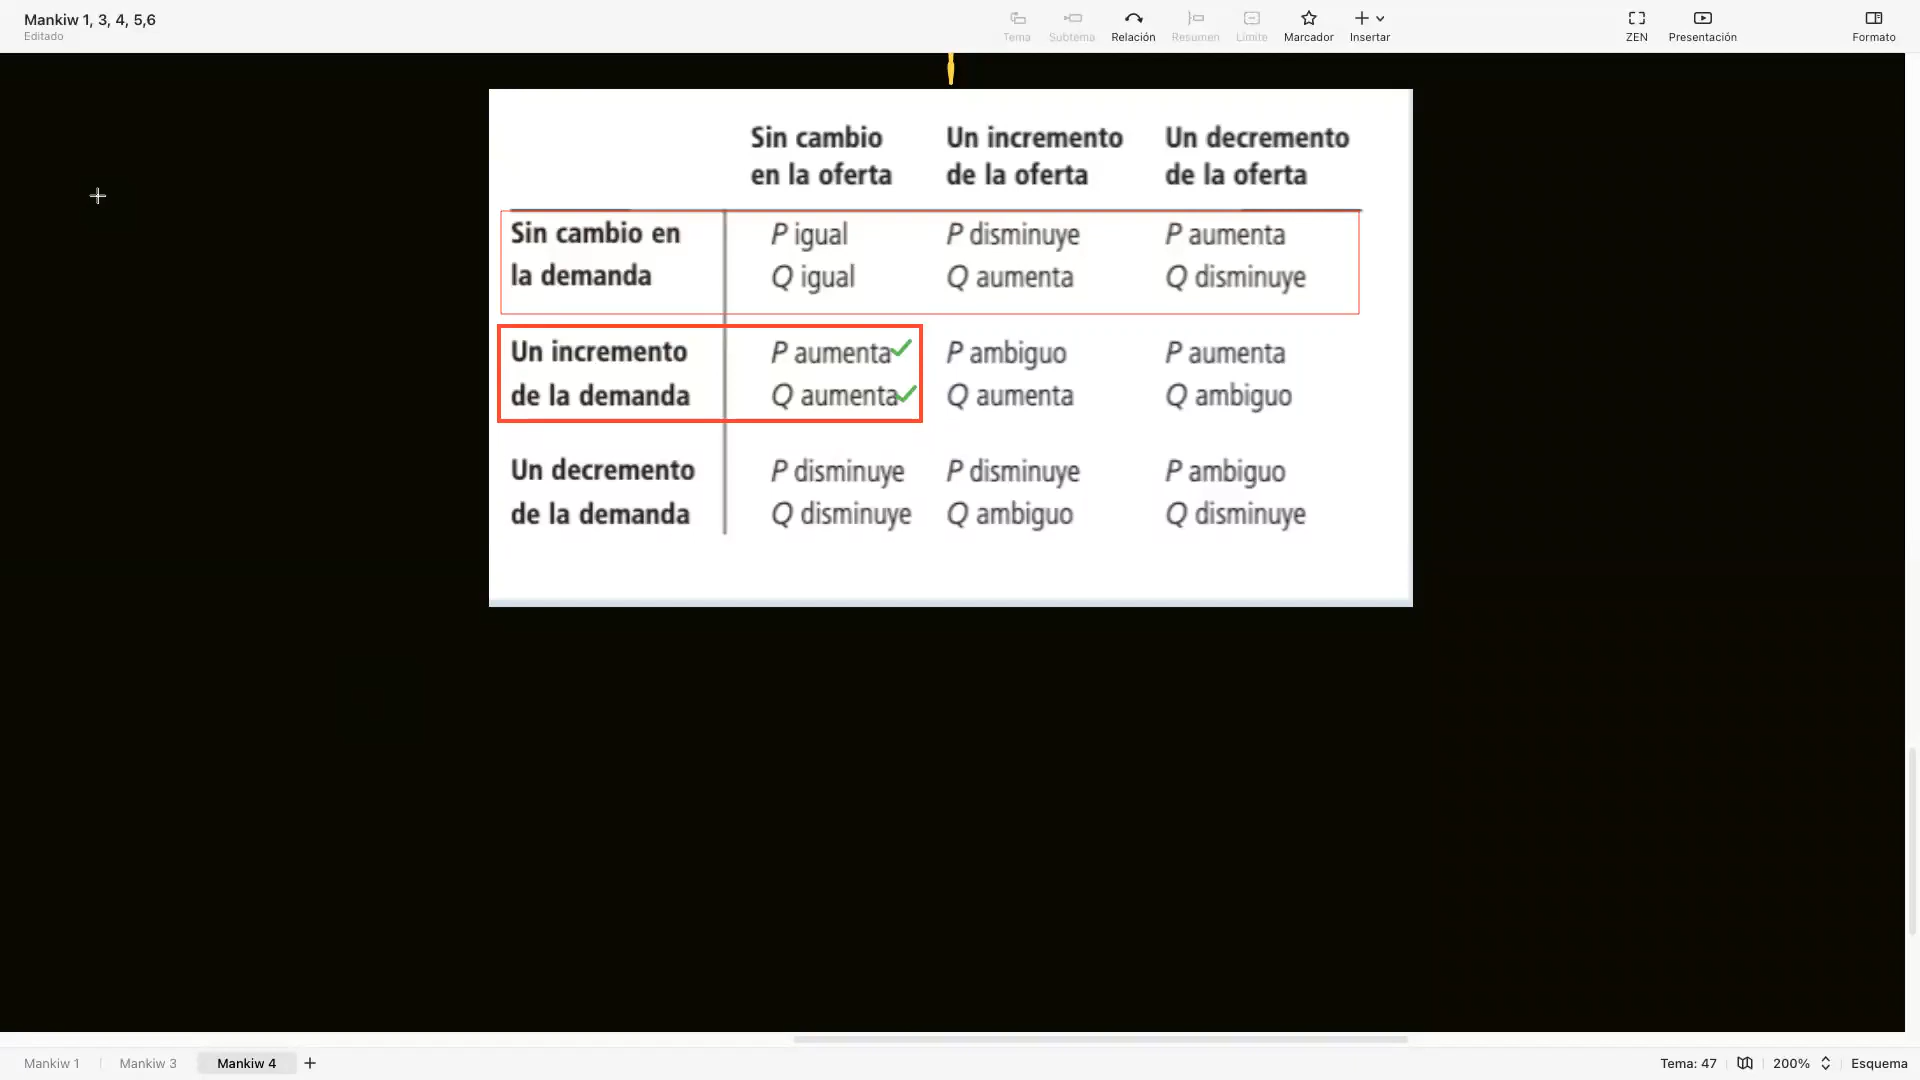 Mankiw 1, 3, 4, 5,6
Editado
Tema Subtema Relación Resumen Límite Marcador Insertar ZEN Presentación Formato
Sin cambio Un incremento Un decremento
en la oferta de la oferta de la oferta
Sin cambio en P igual P disminuye P aumenta
la demanda Q igual Q aumenta Q disminuye
Un incremento P aumenta P ambiguo P aumenta
de la demanda Q aumenta Q aumenta Q ambiguo
Un decremento P disminuye P disminuye P ambiguo
de la demanda Q disminuye Q ambiguo Q disminuye
Mankiw 1 Mankiw 3 Mankiw 4 Tema: 47 200% Esquema